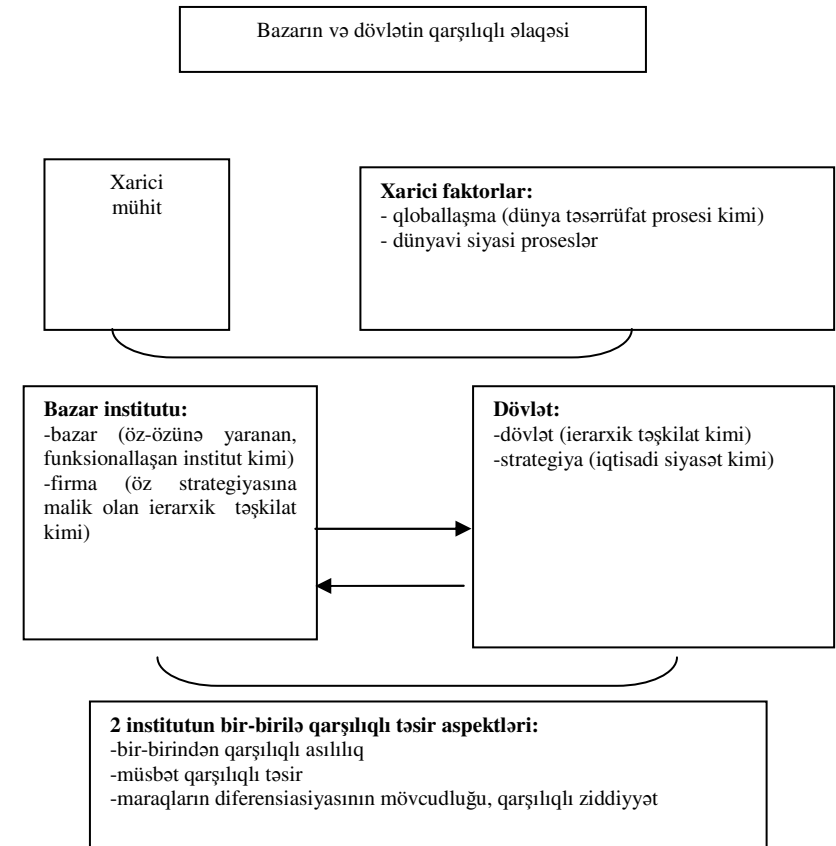 Bazarın və dövlətin qarşılıqlı əlaqəsi
Xarici
mühit
Xarici faktorlar:
- qloballaşma (dünya təsərrüfat prosesi kimi)
- dünyavi siyasi proseslər
Bazar institutu:
-bazar (öz-özünə yaranan,
funksionallaşan institut kimi)
-firma (öz strategiyasına
malik olan ierarxik təşkilat
kimi)
Dövlət:
-dövlət (ierarxik təşkilat kimi)
-strategiya (iqtisadi siyasət kimi)
2 institutun bir-birilə qarşılıqlı təsir aspektləri:
-bir-birindən qarşılıqlı asılılıq
-müsbət qarşılıqlı təsir
-maraqların diferensiasiyasının mövcudluğu, qarşılıqlı ziddiyyət